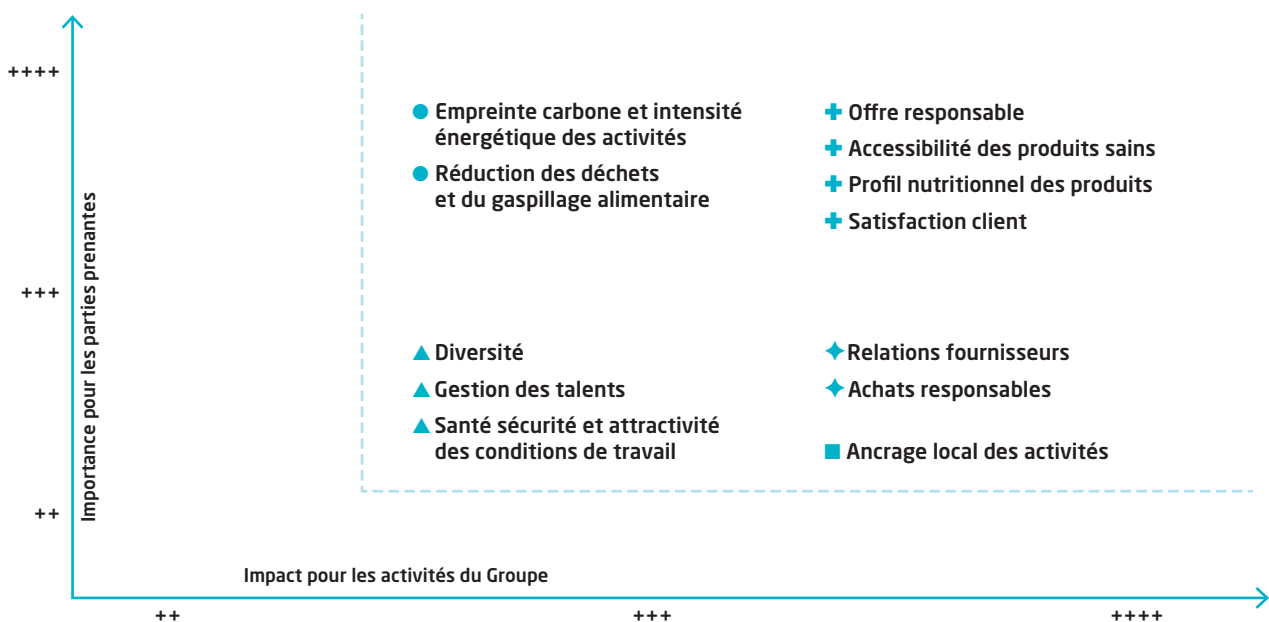 ++++
Empreinte carbone et intensité
énergétique des activités
Réduction des déchets
et du gaspillage alimentaire
Offre responsable
Accessibilité des produits sains
Profil nutritionnel des produits
Satisfaction client
Importance pour les parties prenantes
+++
Diversité
Gestion des talents
Santé sécurité et attractivité
des conditions de travail
Relations fournisseurs
Achats responsables
Ancrage local des activités
++
Impact pour les activités du Groupe
++
+++
++++